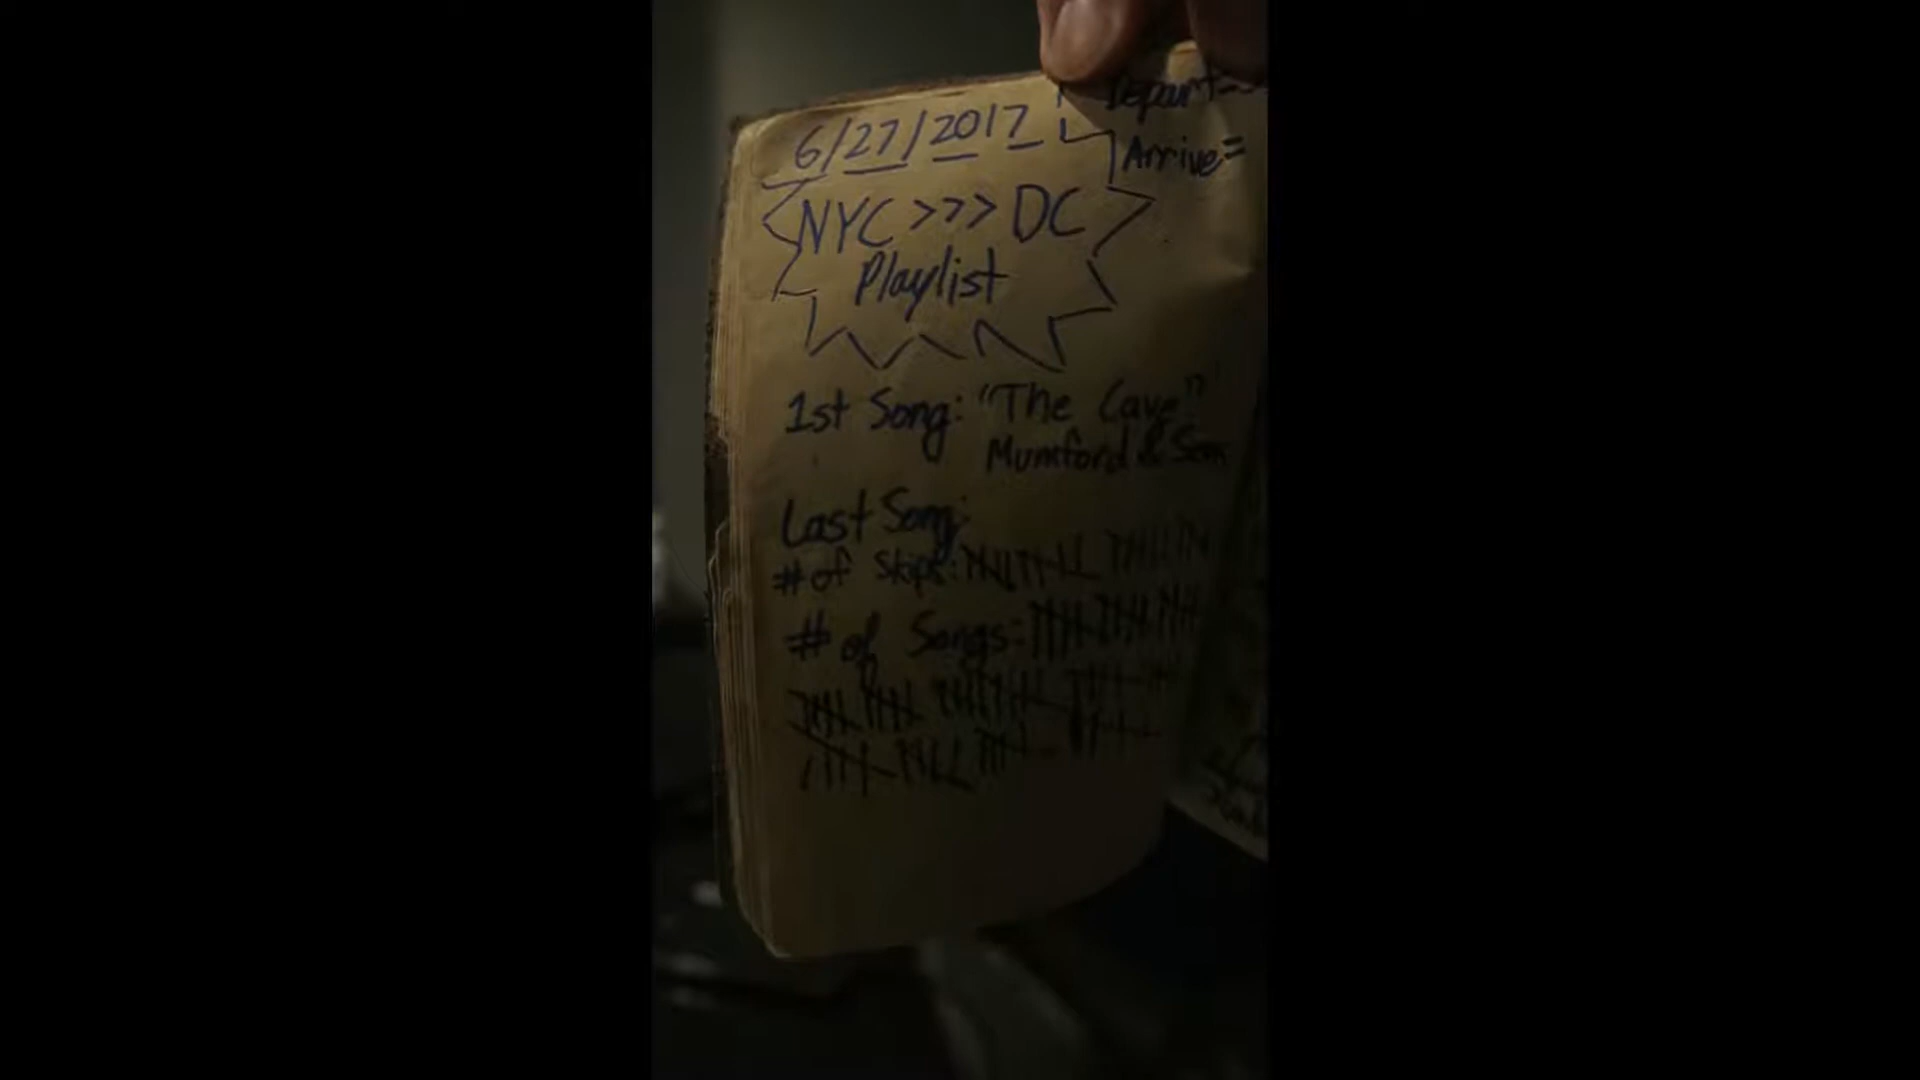 6/27/2017
Depart=
Arrive=
NYC >>> DC
Playlist
1st Song: "The Cave"
Mumford & Sons
Last Song:
# of Skips:
# of Songs: